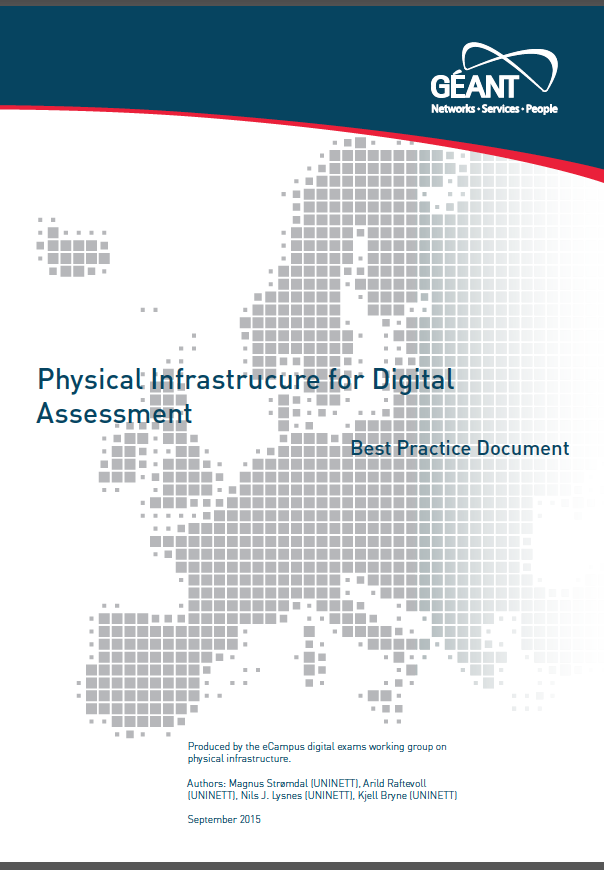 GÉANT
Networks • Services • People
Physical Infrastrucure for Digital
Assessment
Best Practice Document
Produced by the eCampus digital exams working group on
physical infrastructure.
Authors: Magnus Strømdal (UNINETT), Arild Raftevoll
(UNINETT), Nils J. Lysnes (UNINETT), Kjell Bryne (UNINETT)
September 2015